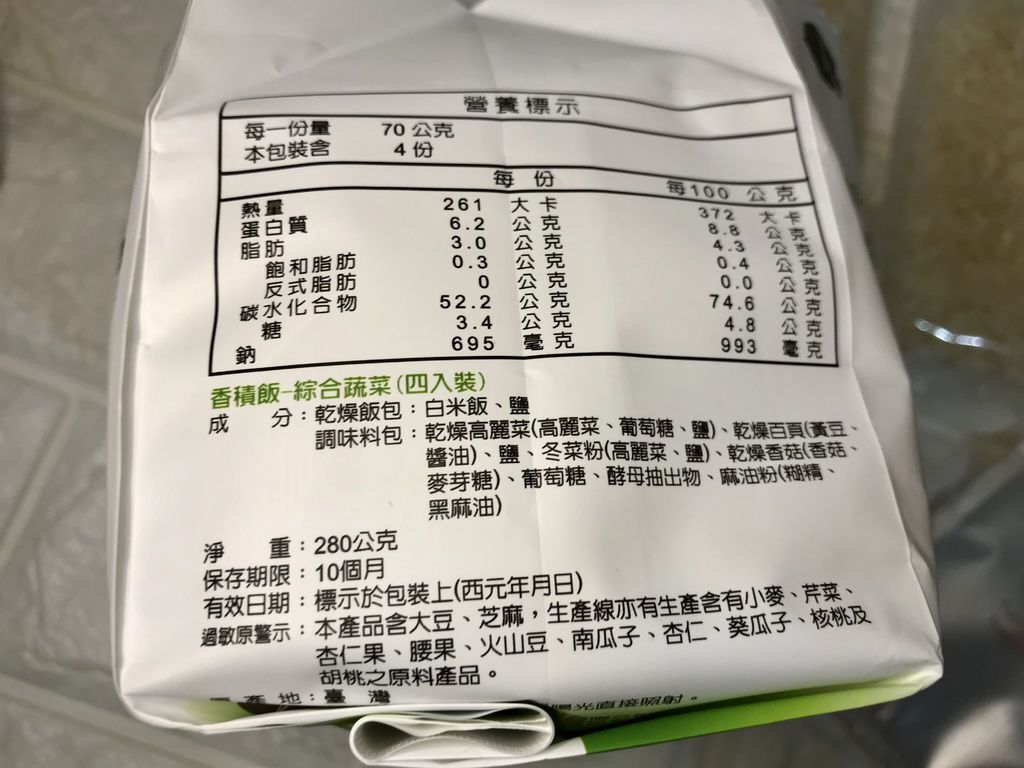 營養標示
每一份量 70 公克
本包裝含 4 份
每 份 每100 公克
熱量 261 大卡 372 大卡
蛋白質 6.2 公克 8.8 公克
脂肪 3.0 公克 4.3 公克
飽和脂肪 0.3 公克 0.4 公克
反式脂肪 0 公克 0.0 公克
碳水化合物 52.2 公克 74.6 公克
糖 3.4 公克 4.8 公克
鈉 695 毫克 993 毫克
香積飯-綜合蔬菜(四入裝)
成 分：乾燥飯包：白米飯、鹽
調味料包：乾燥高麗菜(高麗菜、葡萄糖、鹽)、乾燥百頁(黃豆、
醬油)、鹽、冬菜粉(高麗菜、鹽)、乾燥香菇(香菇、
麥芽糖)、葡萄糖、酵母抽出物、麻油粉(糊精、
黑麻油)
淨 重：280公克
保存期限：10個月
有效日期：標示於包裝上(西元年月日)
過敏原警示：本產品含大豆、芝麻，生產線亦有生產含有小麥、芹菜、
杏仁果、腰果、火山豆、南瓜子、杏仁、葵瓜子、核桃及
胡桃之原料產品。
產地：臺灣
陽光直接照射。